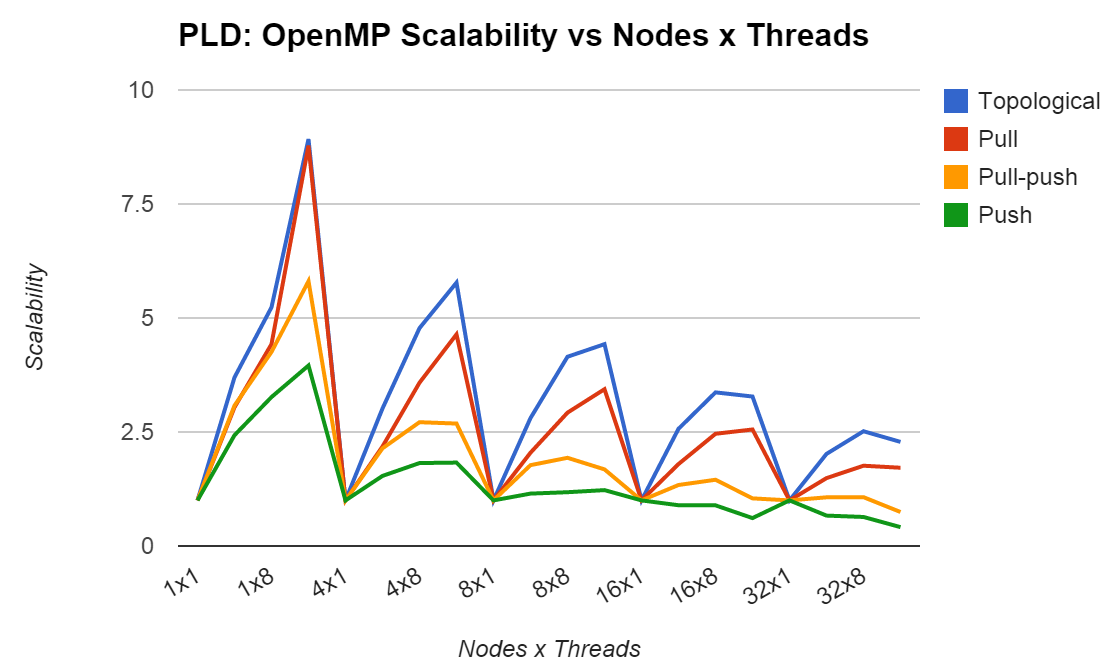 PLD: OpenMP Scalability vs Nodes x Threads
10
7.5
5
2.5
0
Scalability
1x1
1x8
4x1
4x8
8x1
8x8
16x1
16x8
32x1
32x8
Nodes x Threads
Topological
Pull
Pull-push
Push